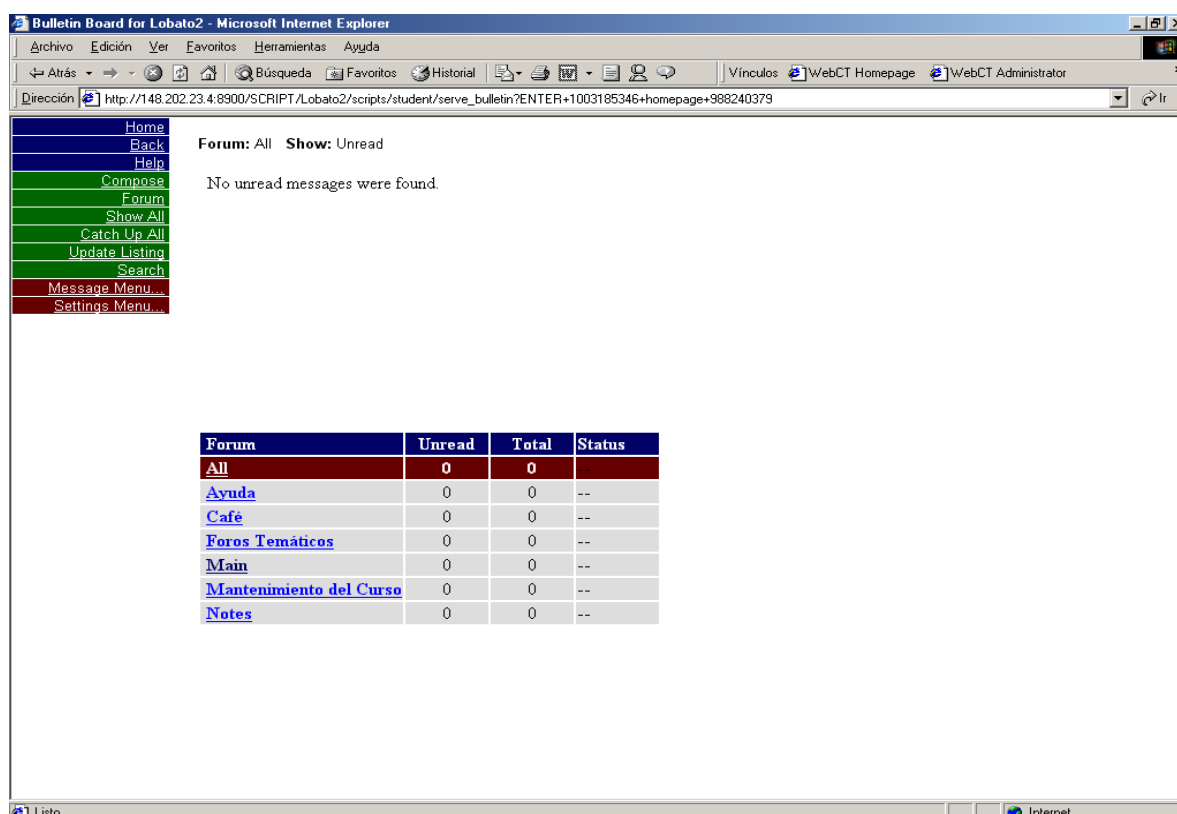 Bulletin Board for Lobato2 - Microsoft Internet Explorer
Archivo Edición Ver Favoritos Herramientas Ayuda
Atrás Búsqueda Favoritos Historial Vínculos WebCT Homepage WebCT Administrator
Dirección http://148.202.23.4:8900/SCRIPT/Lobato2/scripts/student/serve_bulletin?ENTER+1003185346+homepage+988240379 Ir
Home
Back
Help
Compose
Forum
Show All
Catch Up All
Update Listing
Search
Message Menu...
Settings Menu...
Forum: All Show: Unread
No unread messages were found.
Forum Unread Total Status
All 0 0 --
Ayuda 0 0 --
Café 0 0 --
Foros Temáticos 0 0 --
Main 0 0 --
Mantenimiento del Curso 0 0 --
Notes 0 0 --
Listo Internet